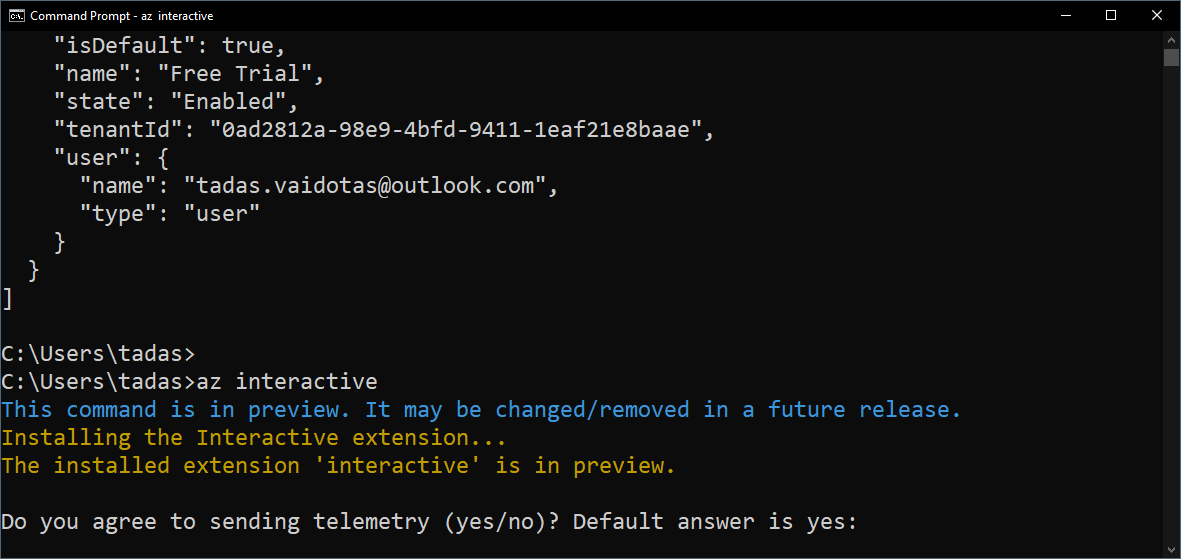 Command Prompt - az  interactive
    "isDefault": true,
    "name": "Free Trial",
    "state": "Enabled",
    "tenantId": "0ad2812a-98e9-4bfd-9411-1eaf21e8baae",
    "user": {
      "name": "tadas.vaidotas@outlook.com",
      "type": "user"
    }
  }
]
C:\Users\tadas>
C:\Users\tadas>az interactive
This command is in preview. It may be changed/removed in a future release.
Installing the Interactive extension...
The installed extension 'interactive' is in preview.
Do you agree to sending telemetry (yes/no)? Default answer is yes: